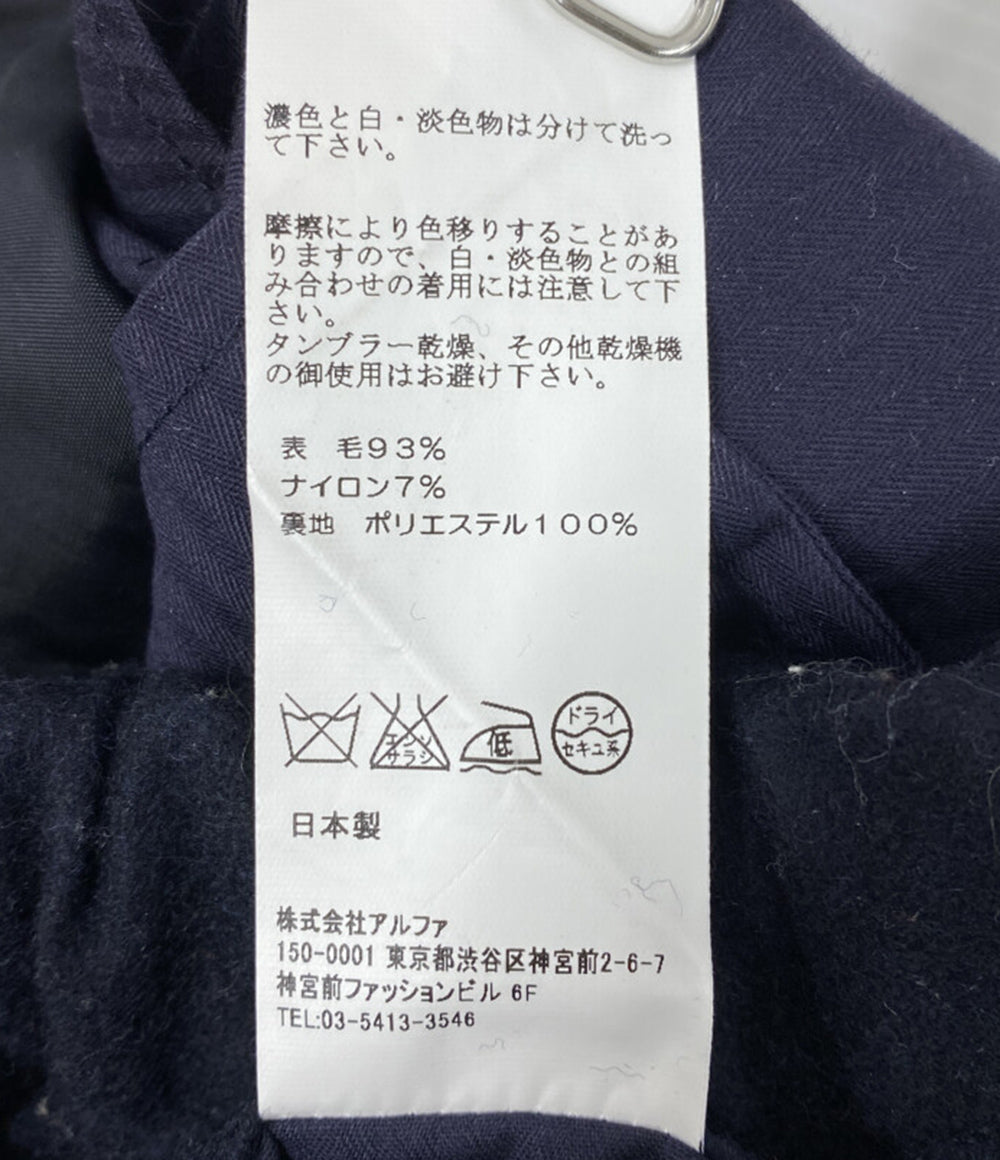 濃色と白・淡色物は分けて洗っ
て下さい。
摩擦により色移りすることがあ
りますので、白・淡色物との組
み合わせの着用には注意して下
さい。
タンブラー乾燥、その他乾燥機
の御使用はお避け下さい。
表　毛９３％
ナイロン７％
裏地　ポリエステル１００％
エンソ
サラシ
低
ドライ
セキユ系
日本製
株式会社アルファ
150-0001 東京都渋谷区神宮前2-6-7
神宮前ファッションビル 6F
TEL:03-5413-3546